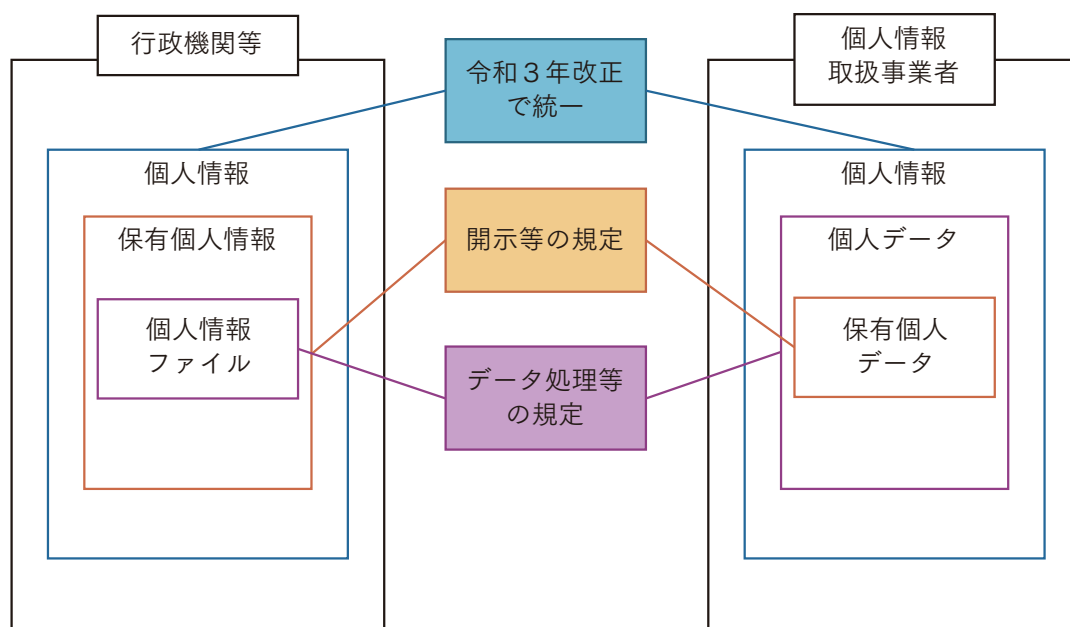 行政機関等
個人情報
保有個人情報
個人情報
ファイル
令和３年改正
で統一
開示等の規定
データ処理等
の規定
個人情報
取扱事業者
個人情報
個人データ
保有個人
データ